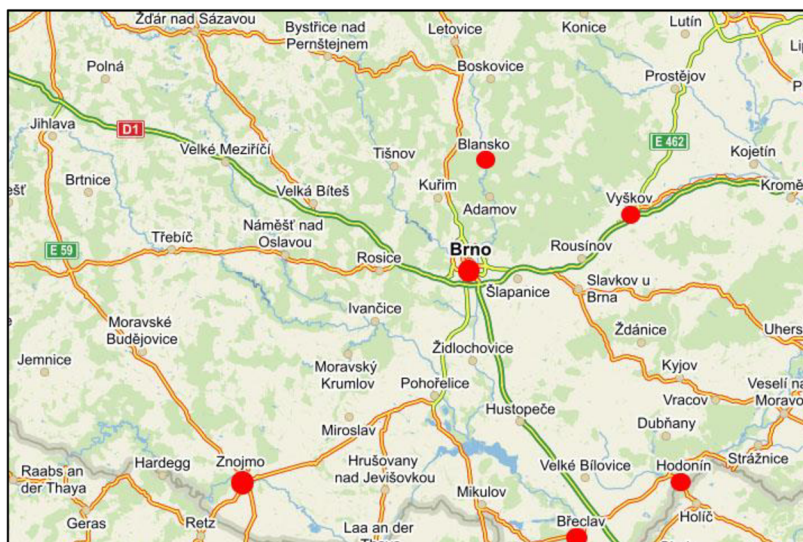 Žďár nad Sázavou
Bystřice nad
Pernštejnem
Letovice
Konice
Lutín
Polná
Boskovice
Prostějov
Jihlava
D1
Velké Meziříčí
Tišnov
Blansko
E 462
Kojetín
Brtnice
Velká Bíteš
Kuřim
Adamov
Vyškov
Kromě
E 59
Třebíč
Náměšť nad
Oslavou
Rosice
Brno
Rousínov
Šlapanice
Slavkov u
Brna
Ivančice
Moravské
Budějovice
Ždánice
Uhers
Jemnice
Moravský
Krumlov
Židlochovice
Pohořelice
Kyjov
Vracov
Veselí na
Moravo
Hustopeče
Miroslav
Dubňany
Raabs an
der Thaya
Hardegg
Znojmo
Hrušovany
nad Jevišovkou
Velké Bílovice
Hodonín
Strážnice
Mikulov
Geras
Retz
Laa an der
Břeclav
Holíč